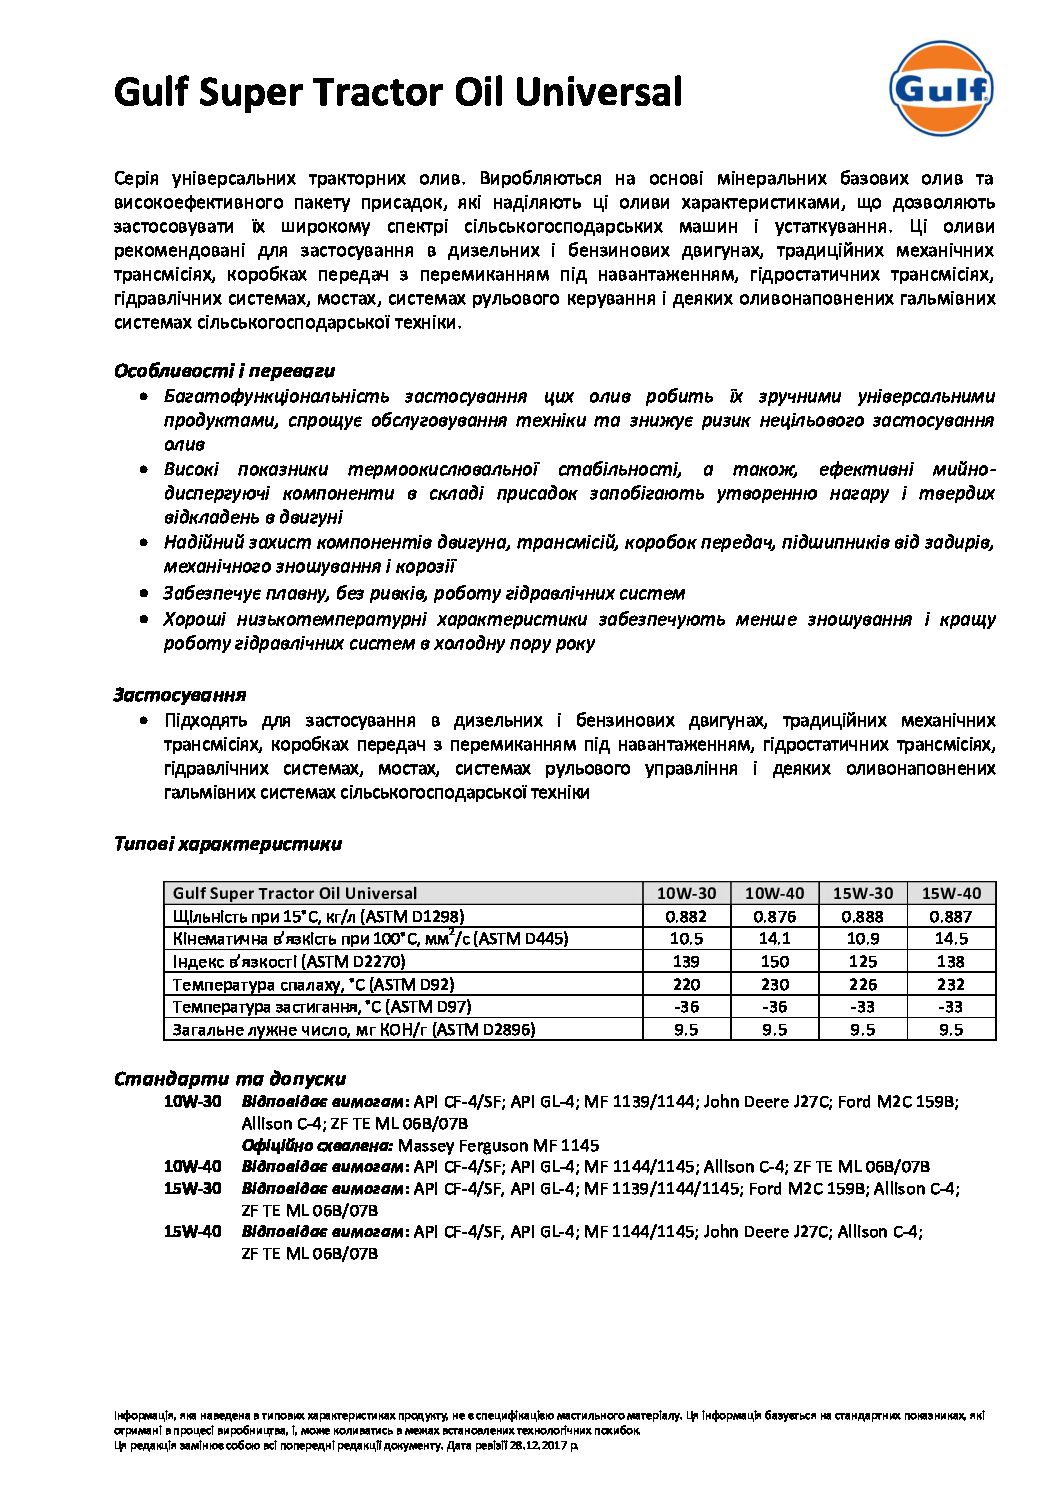 Gulf Super Tractor Oil Universal
Gulf
Серія універсальних тракторних олив. Виробляються на основі мінеральних базових олив та
високоефективного пакету присадок, які наділяють ці оливи характеристиками, що дозволяють
застосовувати їх широкому спектрі сільськогосподарських машин і устаткування. Ці оливи
рекомендовані для застосування в дизельних і бензинових двигунах, традиційних механічних
трансмісіях, коробках передач з перемиканням під навантаженням, гідростатичних трансмісіях,
гідравлічних системах, мостах, системах рульового керування і деяких оливонаповнених гальмівних
системах сільськогосподарської техніки.
Особливості і переваги
• Багатофункціональність застосування цих олив робить їх зручними універсальними
продуктами, спрощує обслуговування техніки та знижує ризик нецільового застосування
олив
• Високі показники термоокислювальної стабільності, а також, ефективні мийно-
диспергуючі компоненти в складі присадок запобігають утворенню нагару і твердих
відкладень в двигуні
• Надійний захист компонентів двигуна, трансмісій, коробок передач, підшипників від задирів,
механічного зношування і корозії
• Забезпечує плавну, без ривків, роботу гідравлічних систем
• Хороші низькотемпературні характеристики забезпечують менше зношування і кращу
роботу гідравлічних систем в холодну пору року
Застосування
• Підходять для застосування в дизельних і бензинових двигунах, традиційних механічних
трансмісіях, коробках передач з перемиканням під навантаженням, гідростатичних трансмісіях,
гідравлічних системах, мостах, системах рульового управління і деяких оливонаповнених
гальмівних системах сільськогосподарської техніки
Типові характеристики
Gulf Super Tractor Oil Universal 10W-30 10W-40 15W-30 15W-40
Щільність при 15°C, кг/л (ASTM D1298) 0.882 0.876 0.888 0.887
Кінематична в’язкість при 100°C, мм²/с (ASTM D445) 10.5 14.1 10.9 14.5
Індекс в’язкості (ASTM D2270) 139 150 125 138
Температура спалаху, °C (ASTM D92) 220 230 226 232
Температура застигання, °C (ASTM D97) -36 -36 -33 -33
Загальне лужне число, мг КОН/г (ASTM D2896) 9.5 9.5 9.5 9.5
Стандарти та допуски
10W-30 Відповідає вимогам: API CF-4/SF; API GL-4; MF 1139/1144; John Deere J27C; Ford M2C 159B;
Allison C-4; ZF TE ML 06B/07B
Офіційно схвалена: Massey Ferguson MF 1145
10W-40 Відповідає вимогам: API CF-4/SF; API GL-4; MF 1144/1145; Allison C-4; ZF TE ML 06B/07B
15W-30 Відповідає вимогам: API CF-4/SF, API GL-4; MF 1139/1144/1145; Ford M2C 159B; Allison C-4;
ZF TE ML 06B/07B
15W-40 Відповідає вимогам: API CF-4/SF, API GL-4; MF 1144/1145; John Deere J27C; Allison C-4;
ZF TE ML 06B/07B
Інформація, яка наведена в типових характеристиках продукту, не є специфікацією мастильного матеріалу. Ця інформація базується на стандартних показниках, які
отримані в процесі виробництва, і, може коливатись в межах встановлених технологічних похибок.
Ця редакція замінює собою всі попередні редакції документу. Дата ревізії 28.12.2017 р.